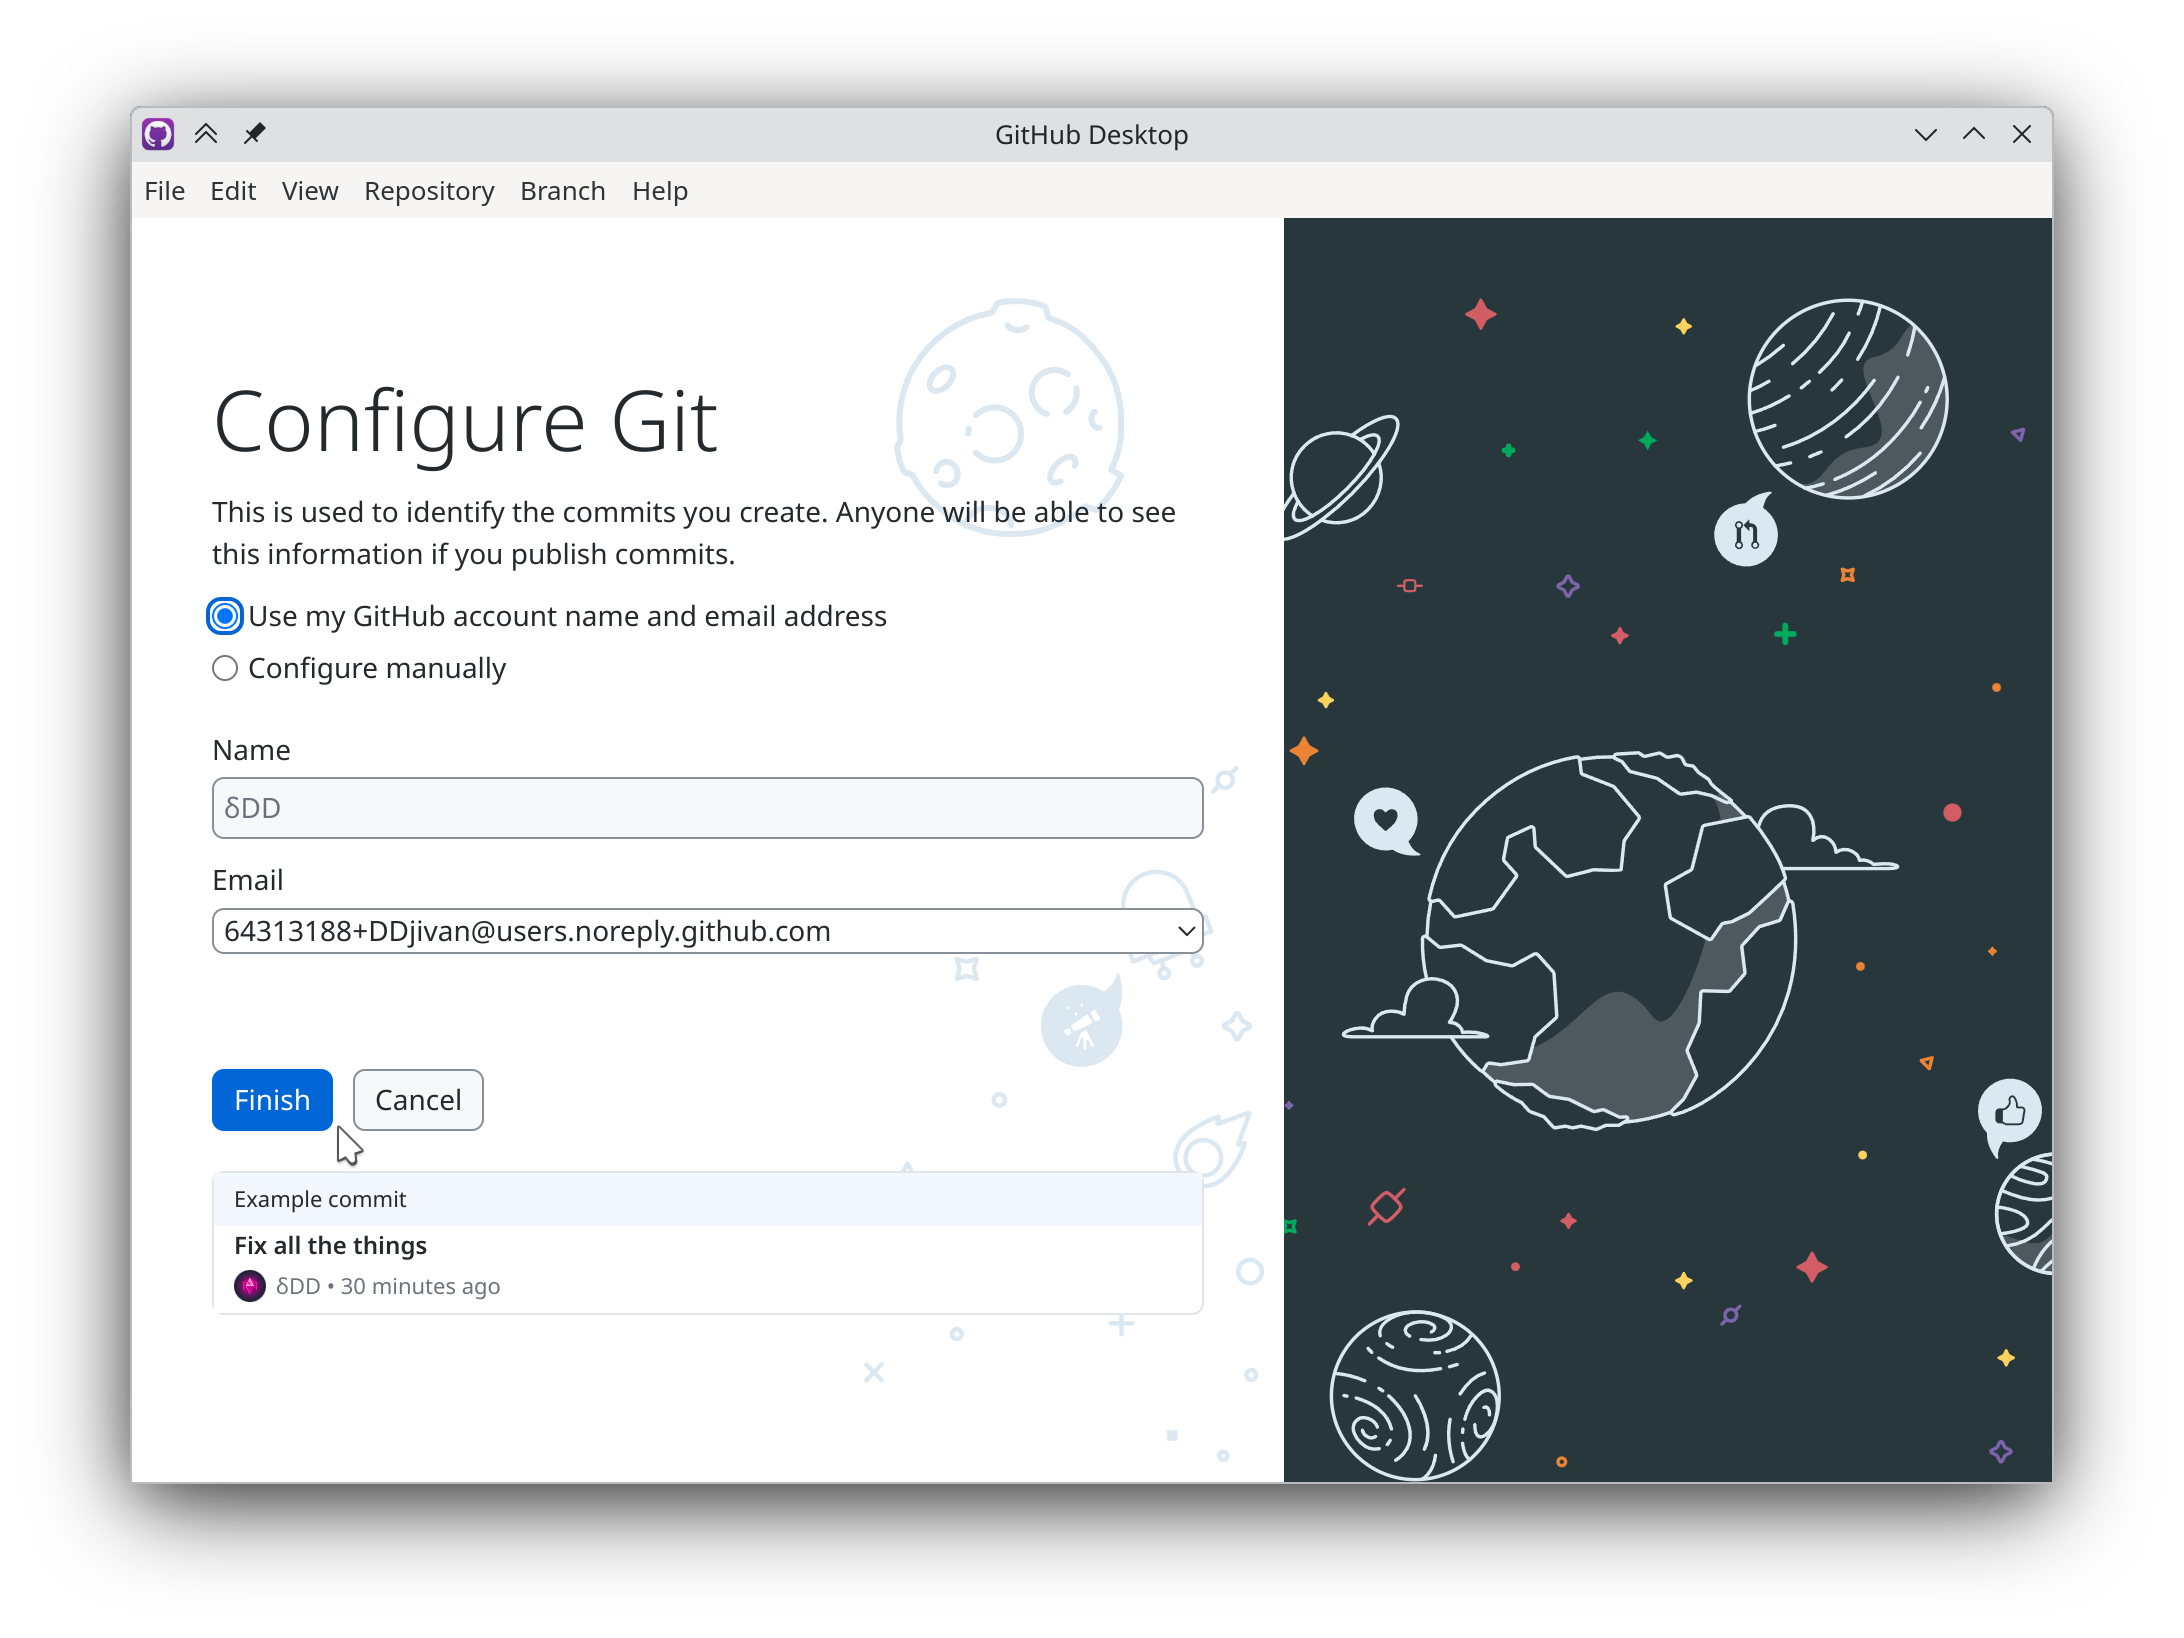 GitHub Desktop
File Edit View Repository Branch Help
Configure Git
This is used to identify the commits you create. Anyone will be able to see
this information if you publish commits.
Use my GitHub account name and email address
Configure manually
Name
δDD
Email
64313188+DDjivan@users.noreply.github.com
Finish Cancel
Example commit
Fix all the things
δDD • 30 minutes ago